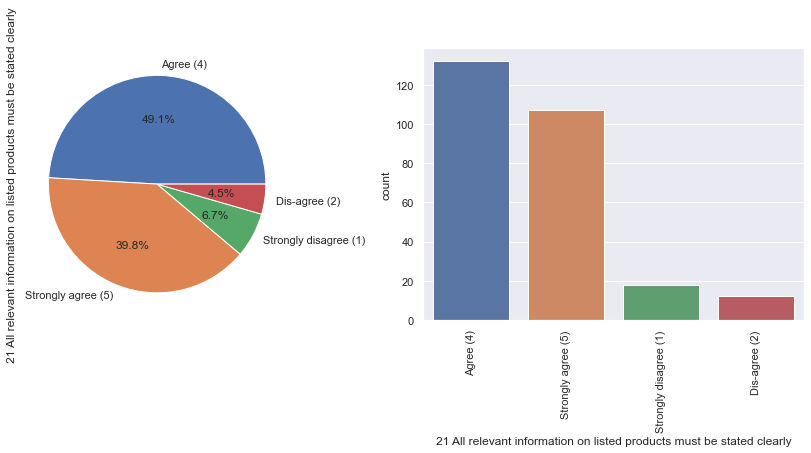 21 All relevant information on listed products must be stated clearly
Agree (4)
49.1%
4.5%
Dis-agree (2)
6.7%
Strongly disagree (1)
39.8%
Strongly agree (5)
count
120
100
80
60
40
20
0
Agree (4)
Strongly agree (5)
Strongly disagree (1)
Dis-agree (2)
21 All relevant information on listed products must be stated clearly